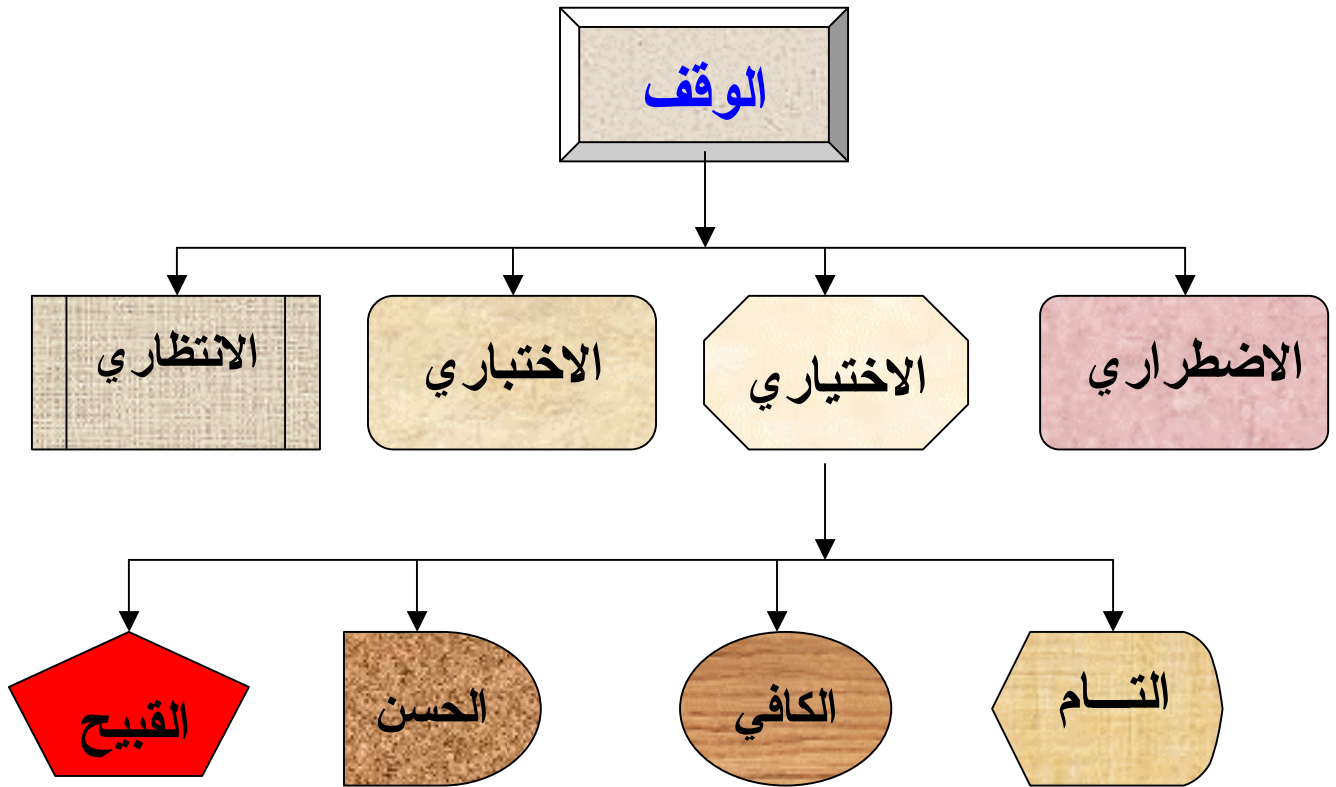 الوقف
الاضطراري
الاختياري
الاختباري
الانتظاري
التـــام
الكافي
الحسن
القبيح